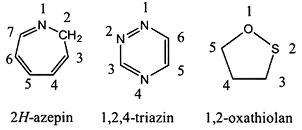 1
N
2
7
CH₂
6
3
5
4
2H-azepin
1
N
2 N
6
3
5
N
4
1,2,4-triazin
1
O
5
S 2
4
3
1,2-oxathiolan